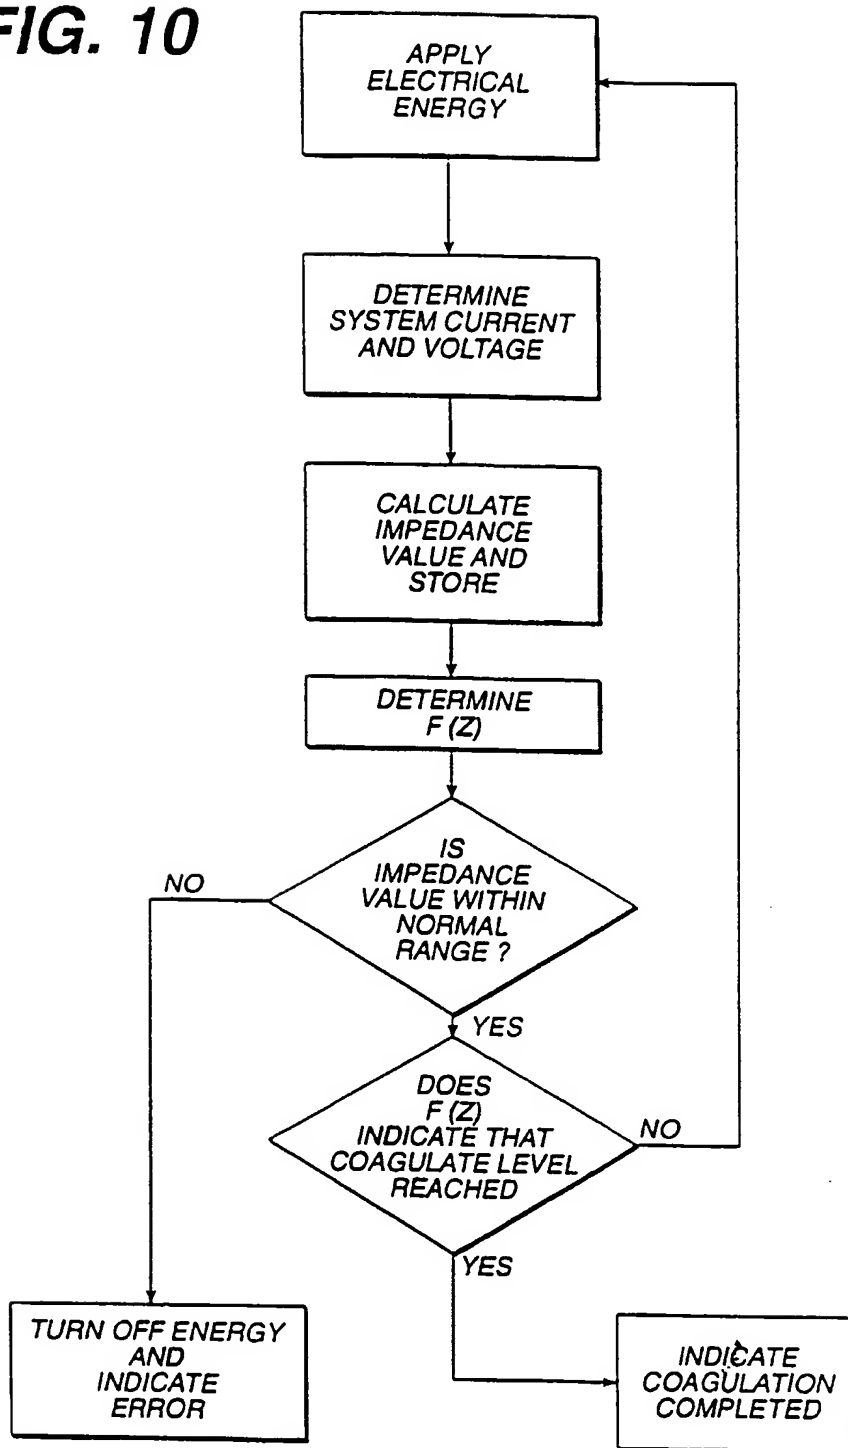 FIG. 10
APPLY
ELECTRICAL
ENERGY
DETERMINE
SYSTEM CURRENT
AND VOLTAGE
CALCULATE
IMPEDANCE
VALUE AND
STORE
DETERMINE
F (Z)
IS
IMPEDANCE
VALUE WITHIN
NORMAL
RANGE ?
NO
YES
DOES
F (Z)
INDICATE THAT
COAGULATE LEVEL
REACHED
NO
YES
TURN OFF ENERGY
AND
INDICATE
ERROR
INDICATE
COAGULATION
COMPLETED